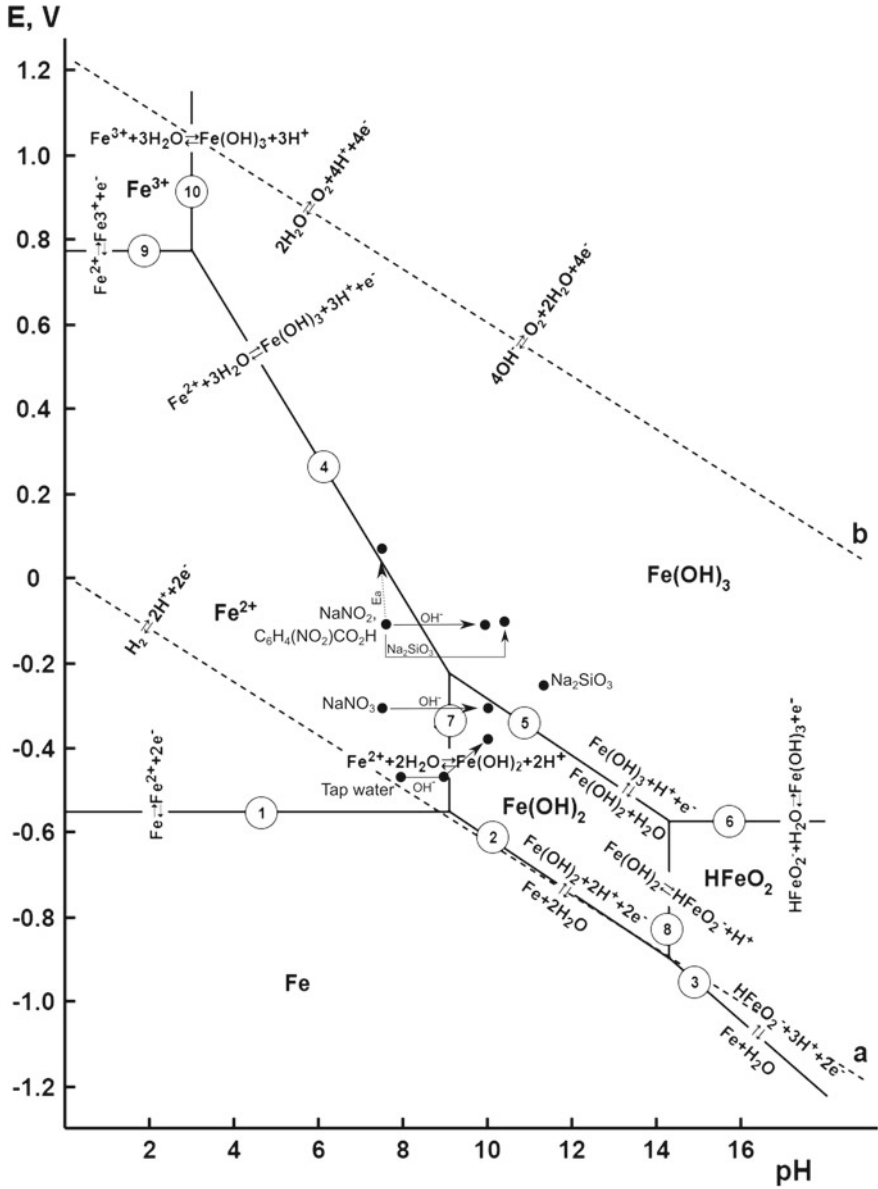 E, V
1.2
1.0
0.8
0.6
0.4
0.2
0
-0.2
-0.4
-0.6
-0.8
-1.0
-1.2
Fe³⁺+3H₂O⇄Fe(OH)₃+3H⁺
Fe³⁺
10
Fe²⁺⇄Fe3⁺+e⁻
9
2H₂O⇄O₂+4H⁺+4e⁻
4OH⁻⇄O₂+2H₂O+4e⁻
Fe²⁺+3H₂O⇄Fe(OH)₃+3H⁺+e⁻
4
b
Fe(OH)₃
H₂⇄2H⁺+2e⁻
Fe²⁺
Ea
NaNO₂,
C₆H₄(NO₂)CO₂H
OH⁻
Na₂SiO₃
Na₂SiO₃
NaNO₃
OH⁻
7
5
Fe²⁺+2H₂O⇄Fe(OH)₂+2H⁺
Tap water
OH⁻
Fe(OH)₃+H⁺+e⁻
⇅
Fe(OH)₂+H₂O
6
HFeO₂⁻+H₂O⇄Fe(OH)₃+e⁻
Fe⇄Fe²⁺+2e⁻
1
Fe(OH)₂
2
Fe(OH)₂+2H⁺+2e⁻
⇅
Fe+2H₂O
Fe(OH)₂⇄HFeO₂⁻+H⁺
HFeO₂
8
Fe
3
HFeO₂⁻+3H⁺+2e⁻
⇅
Fe+H₂O
a
2
4
6
8
10
12
14
16
pH